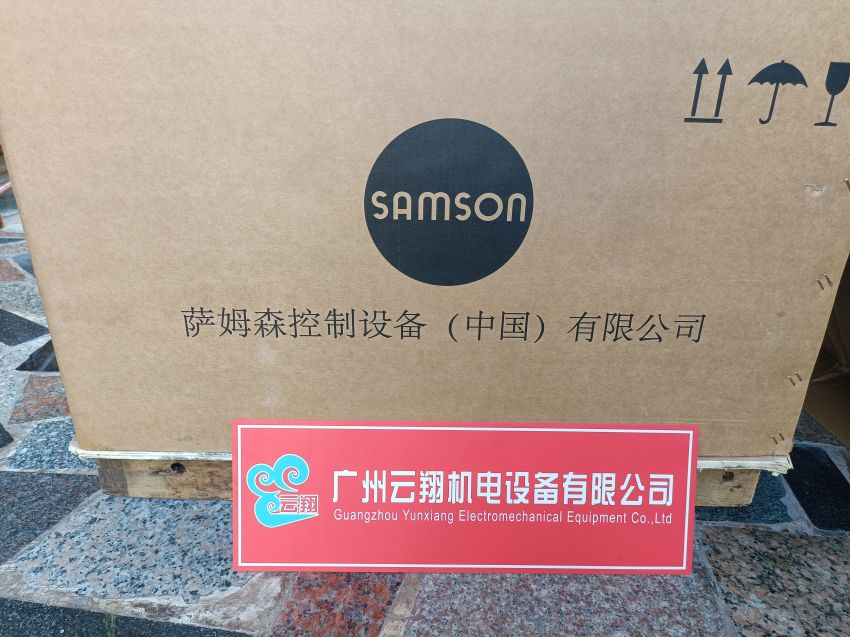 SAMSON
萨姆森控制设备（中国）有限公司
云翔
广州云翔机电设备有限公司
Guangzhou Yunxiang Electromechanical Equipment Co.,Ltd